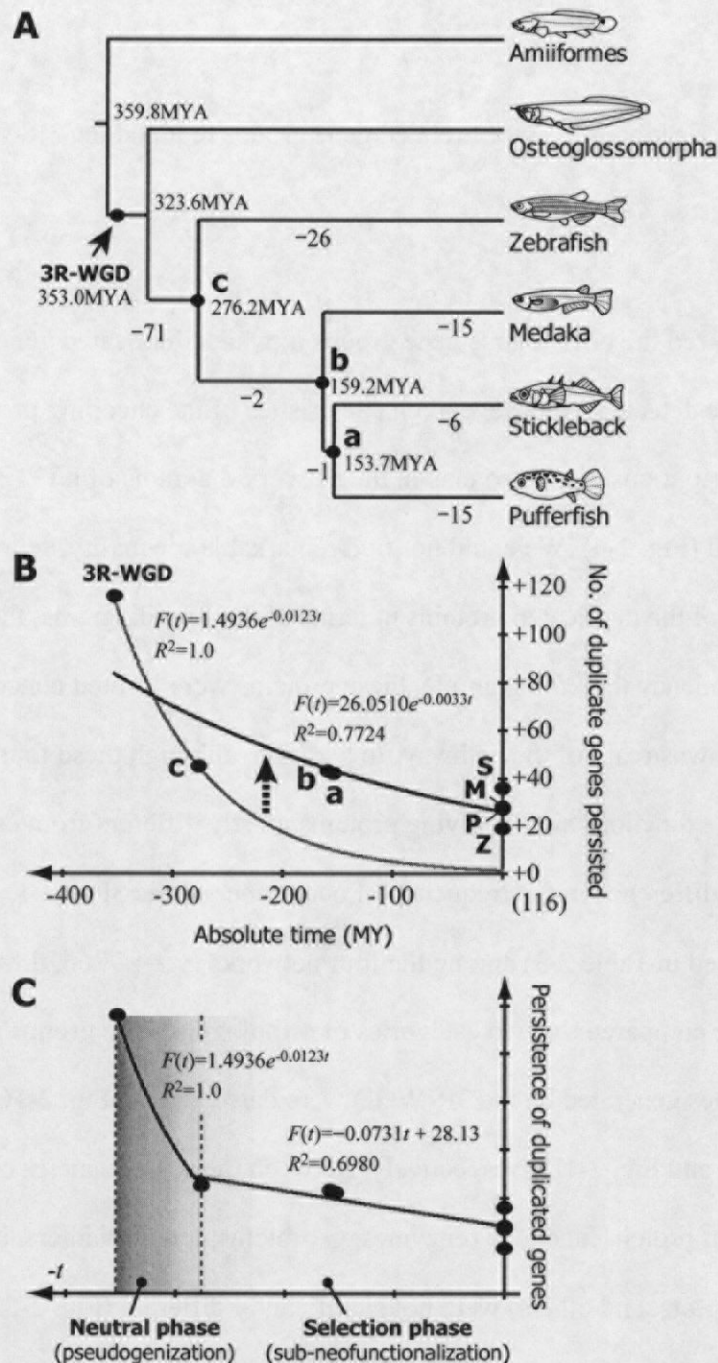 A
Amiiformes
359.8MYA
Osteoglossomorpha
323.6MYA
3R-WGD
353.0MYA
−26
Zebrafish
c
276.2MYA
−71
−15
Medaka
b
159.2MYA
−2
−6
Stickleback
a
−1
153.7MYA
−15
Pufferfish
B
3R-WGD
F(t)=1.4936e^-0.0123t
R²=1.0
F(t)=26.0510e^-0.0033t
R²=0.7724
c
b
a
S
M
P
Z
+120
+100
+80
+60
+40
+20
+0
(116)
No. of duplicate genes persisted
-400
-300
-200
-100
Absolute time (MY)
C
F(t)=1.4936e^-0.0123t
R²=1.0
F(t)=−0.0731t + 28.13
R²=0.6980
Persistence of duplicated genes
-t
Neutral phase
(pseudogenization)
Selection phase
(sub-neofunctionalization)